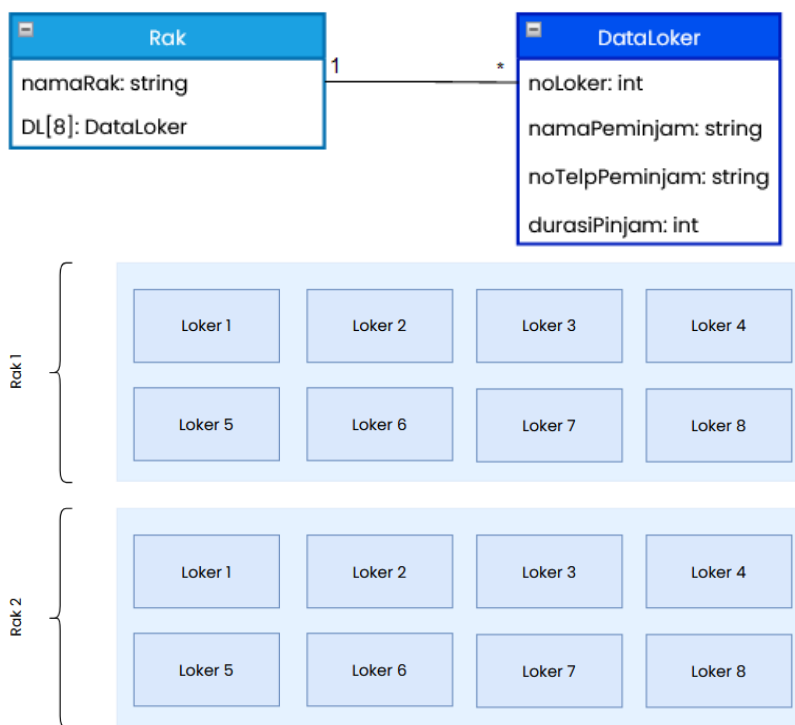 Rak
namaRak: string
DL[8]: DataLoker
1
*
DataLoker
noLoker: int
namaPeminjam: string
noTelpPeminjam: string
durasiPinjam: int
Rak 1
Loker 1
Loker 2
Loker 3
Loker 4
Loker 5
Loker 6
Loker 7
Loker 8
Rak 2
Loker 1
Loker 2
Loker 3
Loker 4
Loker 5
Loker 6
Loker 7
Loker 8